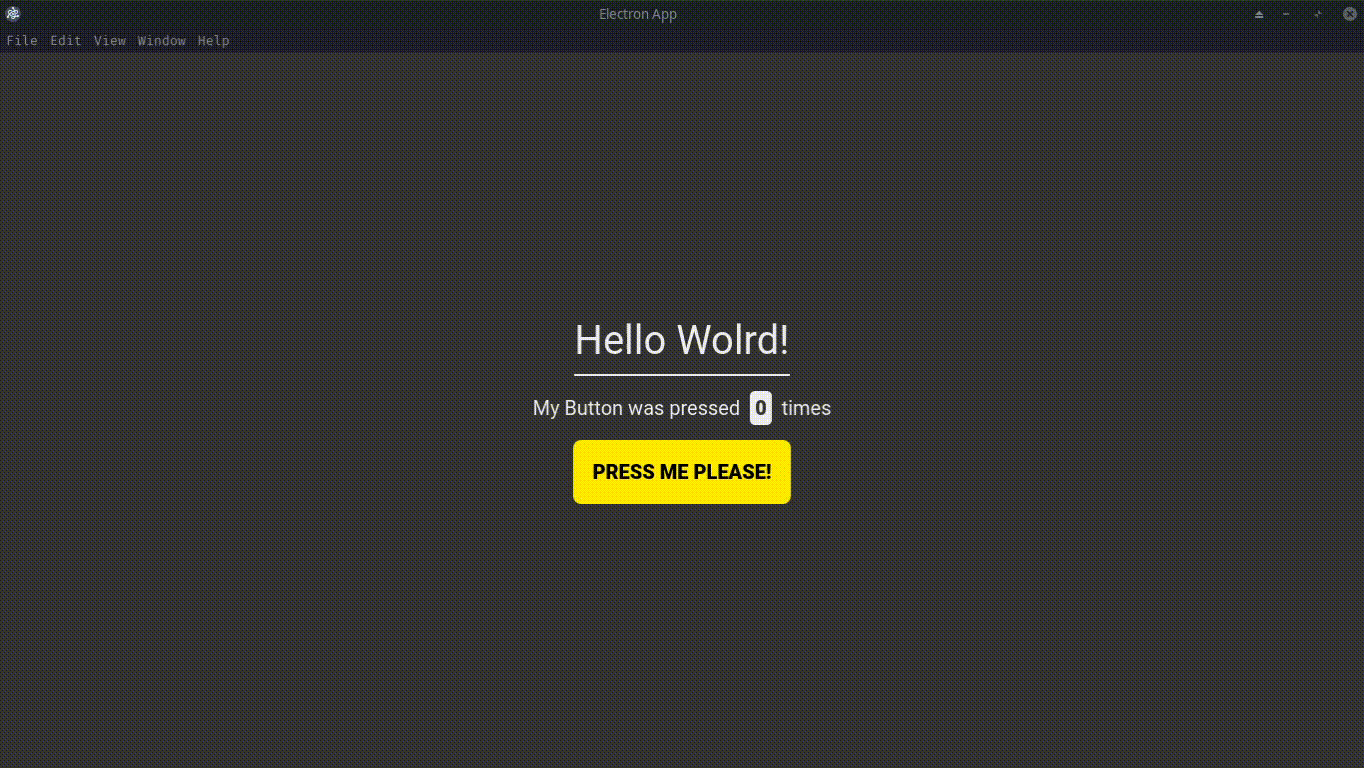 Electron App
File Edit View Window Help
Hello Wolrd!
My Button was pressed 0 times
PRESS ME PLEASE!